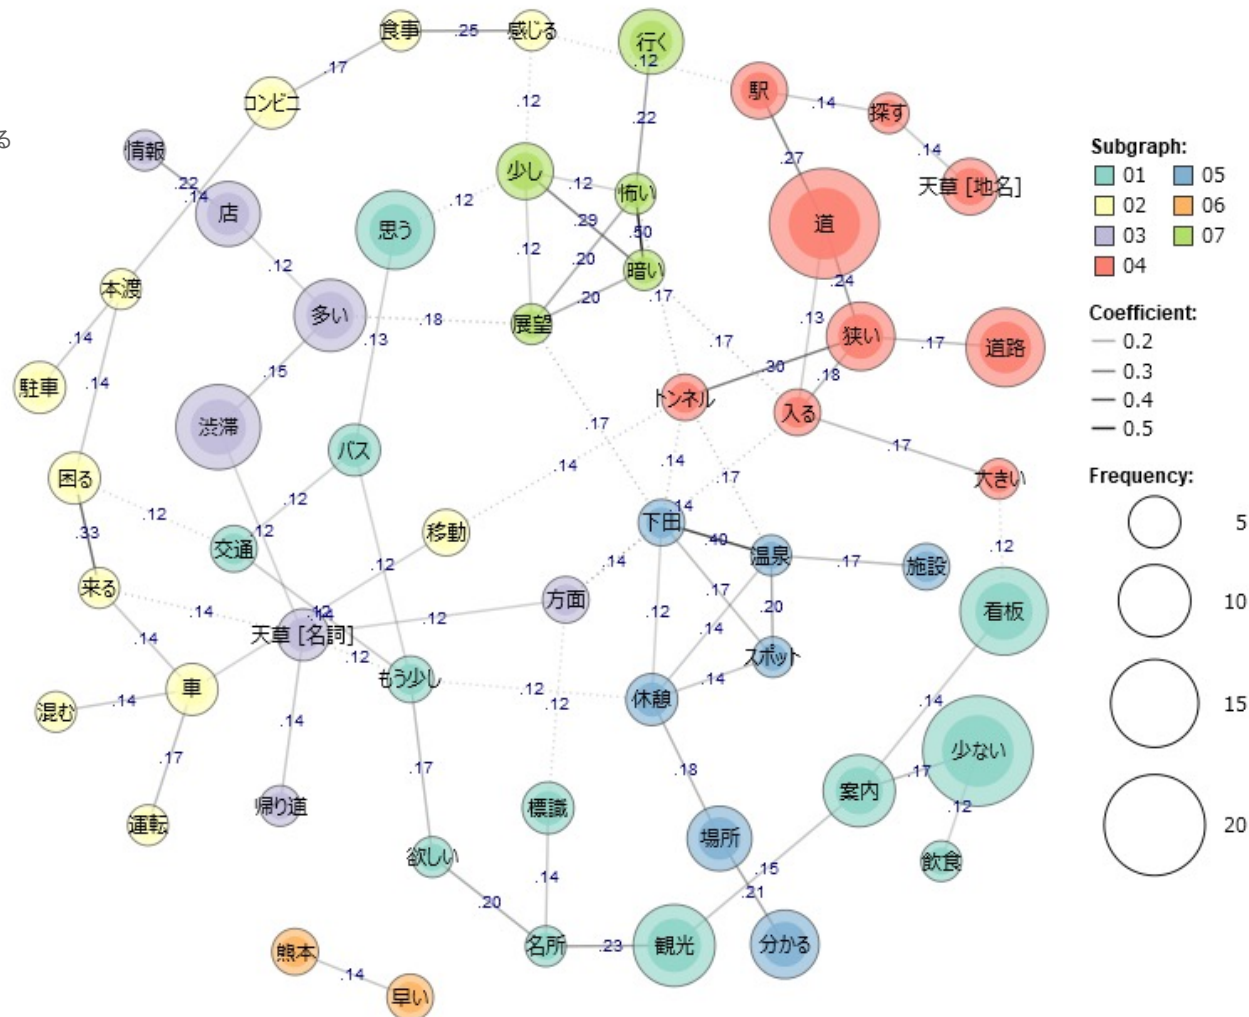 食事
.25
感じる
行く
.12
.17
駅
.14
探す
コンビニ
.12
.22
る
情報
.27
.14
.22
.14
店
少し
.12
怖い
天草 [地名]
思う
.12
.29
.50
道
.12
.20
暗い
.12
.24
本渡
多い
.18
展望
.20
.17
.13
.13
狭い
.17
道路
.14
.17
.15
.30
.18
駐車
.14
トンネル
入る
渋滞
.17
.17
バス
.14
.14
.17
大きい
困る
.12
.12
.14
.33
.12
移動
下田
.40
.12
交通
温泉
.17
施設
.14
来る
.12
.17
.20
方面
看板
.14
.12
.14
.12
.12
天草 [名詞]
.14
.12
スポット
もう少し
.14
車
.12
休憩
混む
.14
.12
.14
.14
少ない
.17
.17
.18
.17
案内
帰り道
標識
.12
運転
場所
欲しい
飲食
.15
.14
.21
.20
熊本
名所
.23
観光
分かる
.14
早い
Subgraph:
01
05
02
06
03
07
04
Coefficient:
0.2
0.3
0.4
0.5
Frequency:
5
10
15
20